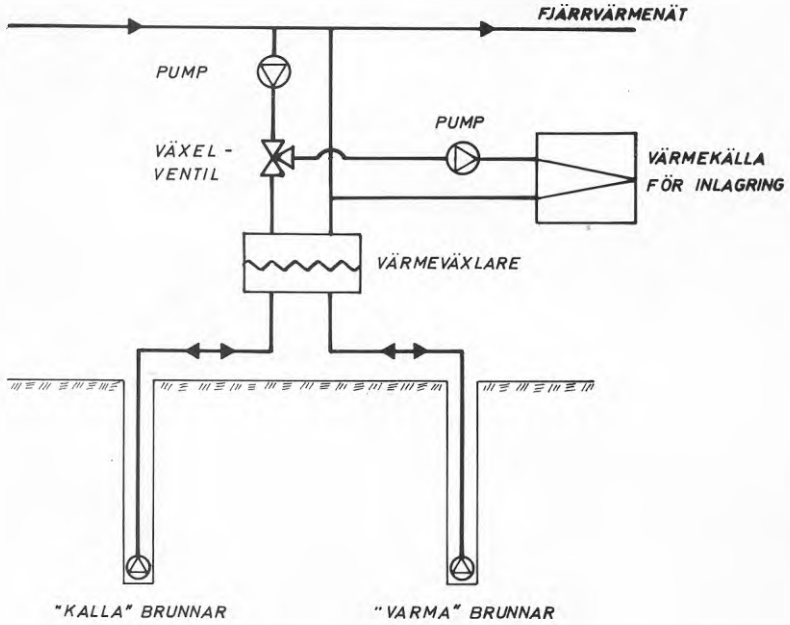 FJÄRRVÄRMENÄT
PUMP
PUMP
VÄXEL-
VENTIL
VÄRMEKÄLLA
FÖR INLAGRING
VÄRMEVÄXLARE
"KALLA" BRUNNAR
"VARMA" BRUNNAR